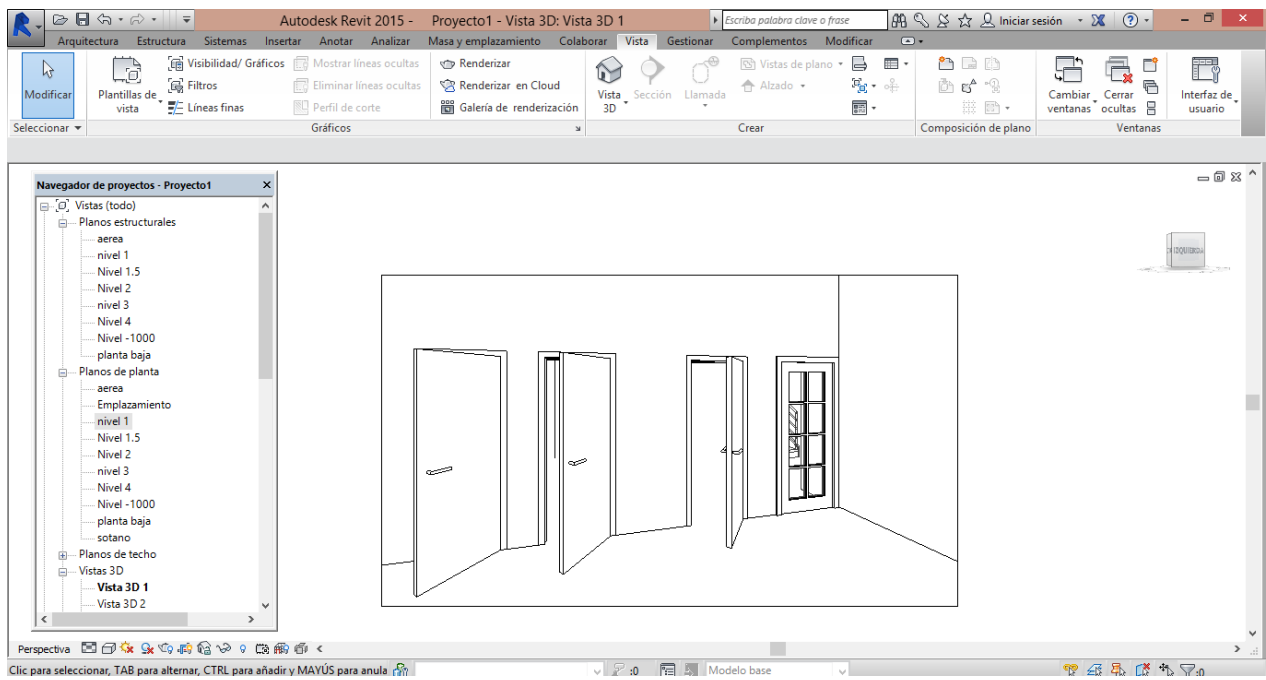 Autodesk Revit 2015 - Proyecto1 - Vista 3D: Vista 3D 1 Escriba palabra clave o frase Iniciar sesión
Arquitectura Estructura Sistemas Insertar Anotar Analizar Masa y emplazamiento Colaborar Vista Gestionar Complementos Modificar
Modificar
Plantillas de vista
Visibilidad/ Gráficos
Filtros
Líneas finas
Mostrar líneas ocultas
Eliminar líneas ocultas
Perfil de corte
Renderizar
Renderizar en Cloud
Galería de renderización
Vista 3D
Sección
Llamada
Vistas de plano
Alzado
Cambiar ventanas
Cerrar ocultas
Interfaz de usuario
Seleccionar Gráficos Crear Composición de plano Ventanas
Navegador de proyectos - Proyecto1
Vistas (todo)
Planos estructurales
aerea
nivel 1
Nivel 1.5
Nivel 2
nivel 3
Nivel 4
Nivel -1000
planta baja
Planos de planta
aerea
Emplazamiento
nivel 1
Nivel 1.5
Nivel 2
nivel 3
Nivel 4
Nivel -1000
planta baja
sotano
Planos de techo
Vistas 3D
Vista 3D 1
Vista 3D 2
Perspectiva
Clic para seleccionar, TAB para alternar, CTRL para añadir y MAYÚS para anula :0 Modelo base :0